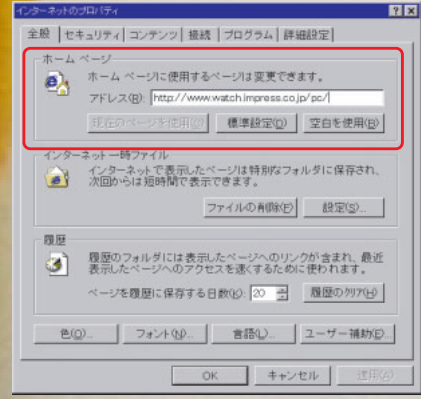 インターネットのプロパティ
全般 セキュリティ コンテンツ 接続 プログラム 詳細設定
ホーム ページ
ホーム ページに使用するページは変更できます。
アドレス(R): http://www.watch.impress.co.jp/pc/
現在のページを使用(C) 標準設定(D) 空白を使用(B)
インターネット一時ファイル
インターネットで表示したページは特別なフォルダに保存され、
次回からは短時間で表示できます。
ファイルの削除(F) 設定(S)...
履歴
履歴のフォルダには表示したページへのリンクが含まれ、最近
表示したページへのアクセスを速くするために使われます。
ページを履歴に保存する日数(K): 20 履歴のクリア(H)
色(O)... フォント(N)... 言語(L)... ユーザー補助(E)...
OK キャンセル 適用(A)